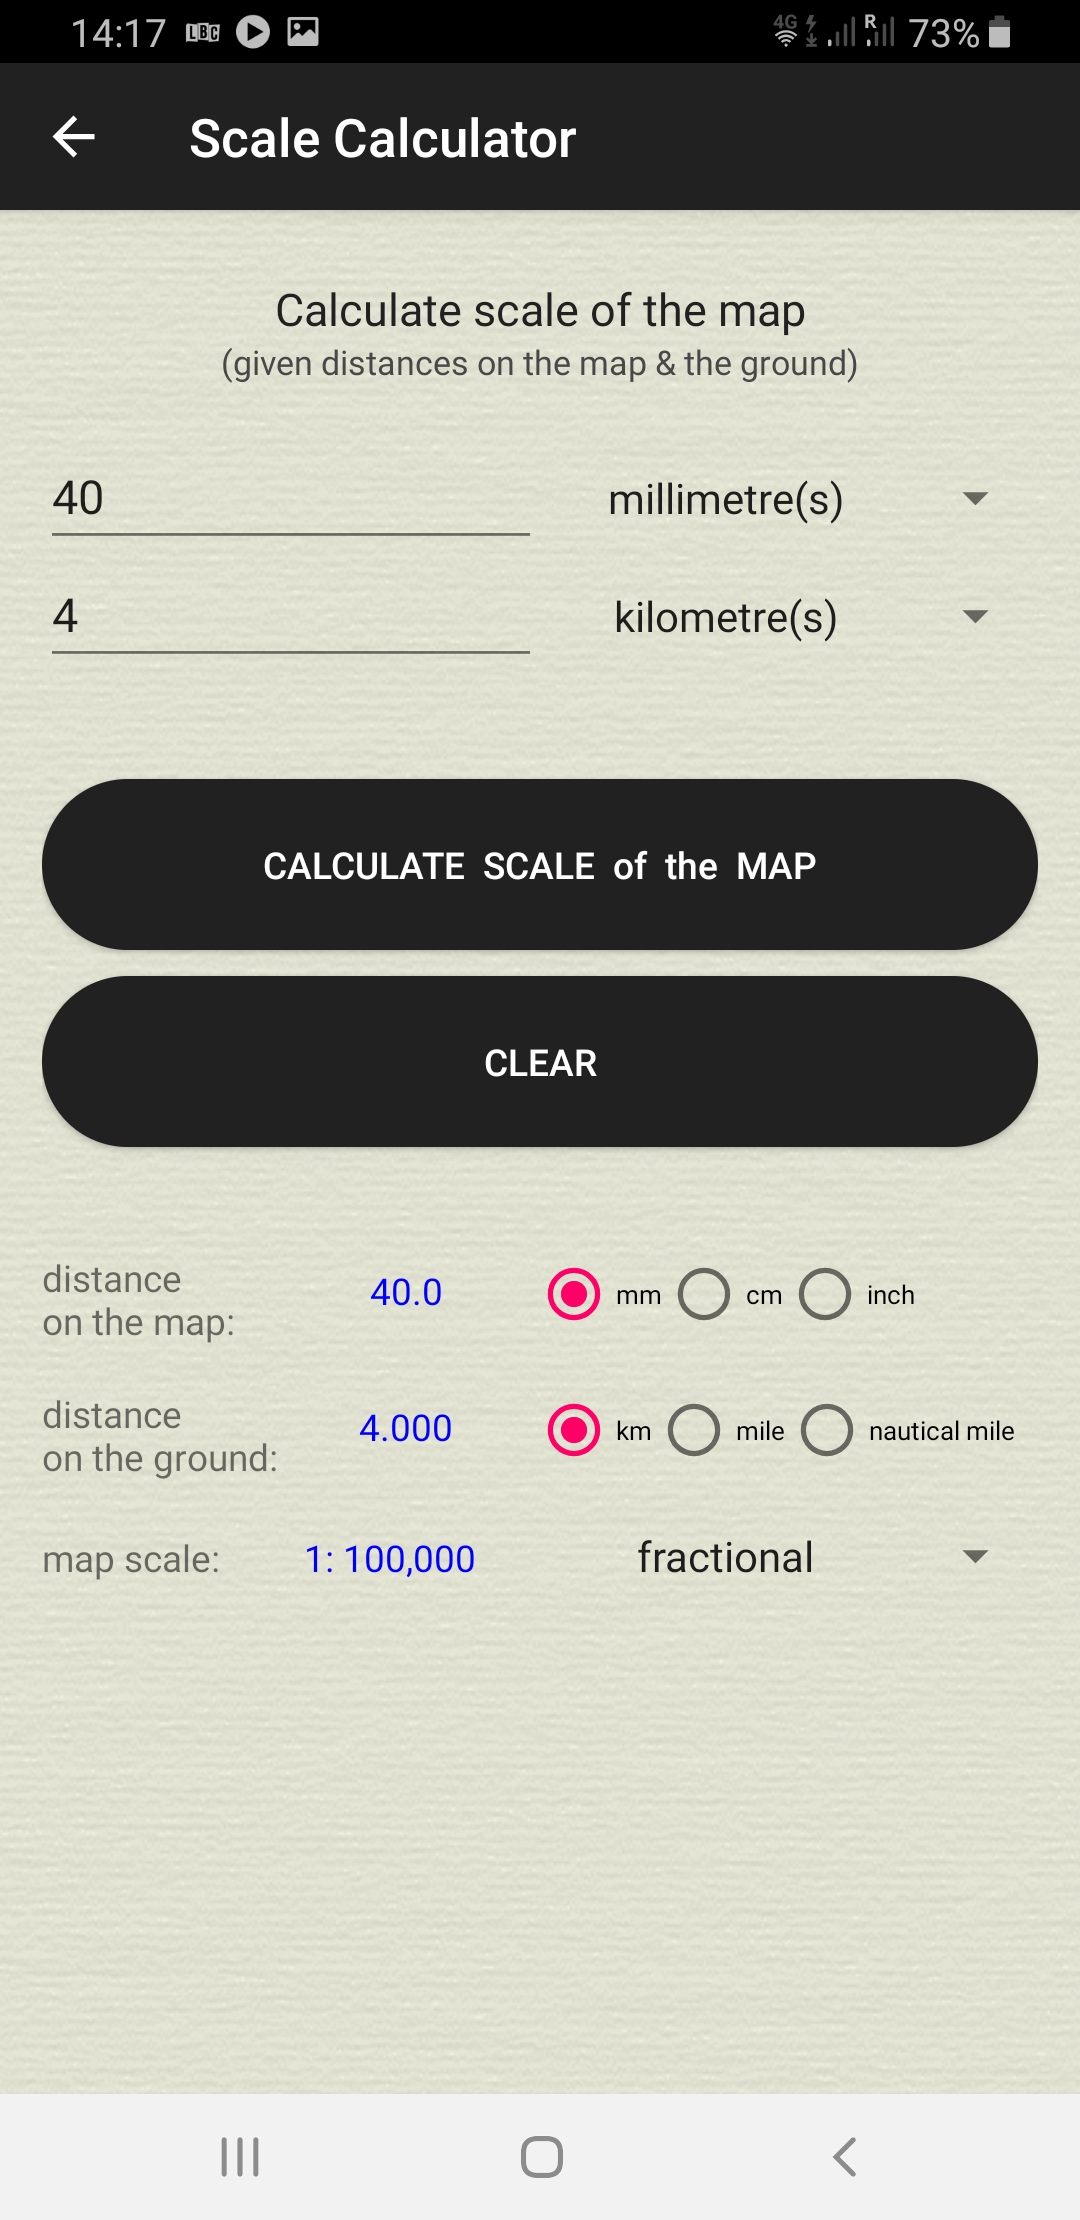 14:17 LBC 4G R 73%
Scale Calculator
Calculate scale of the map
(given distances on the map & the ground)
40 millimetre(s)
4 kilometre(s)
CALCULATE SCALE of the MAP
CLEAR
distance
on the map: 40.0 mm cm inch
distance
on the ground: 4.000 km mile nautical mile
map scale: 1: 100,000 fractional